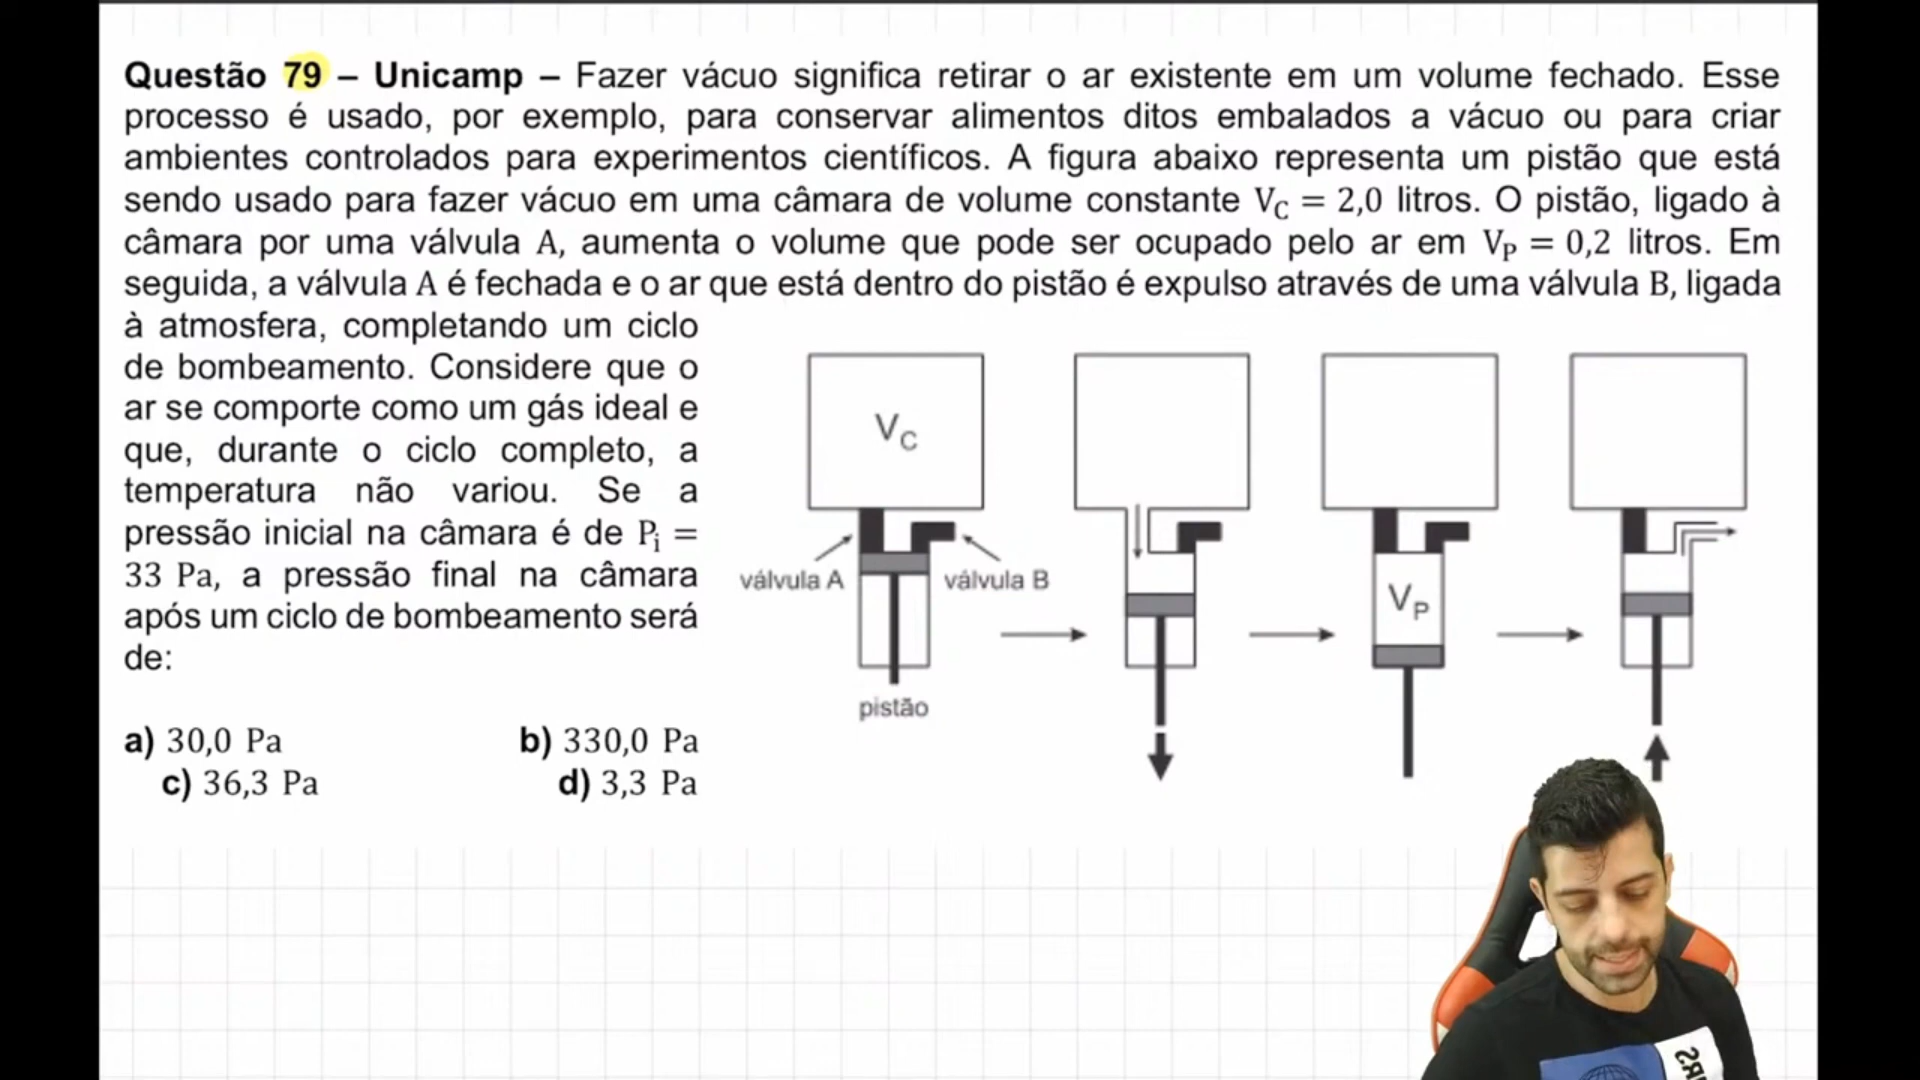 Questão 79 – Unicamp – Fazer vácuo significa retirar o ar existente em um volume fechado. Esse
processo é usado, por exemplo, para conservar alimentos ditos embalados a vácuo ou para criar
ambientes controlados para experimentos científicos. A figura abaixo representa um pistão que está
sendo usado para fazer vácuo em uma câmara de volume constante V_C = 2,0 litros. O pistão, ligado à
câmara por uma válvula A, aumenta o volume que pode ser ocupado pelo ar em V_P = 0,2 litros. Em
seguida, a válvula A é fechada e o ar que está dentro do pistão é expulso através de uma válvula B, ligada
à atmosfera, completando um ciclo
de bombeamento. Considere que o
ar se comporte como um gás ideal e
que, durante o ciclo completo, a
temperatura não variou. Se a
pressão inicial na câmara é de P_i =
33 Pa, a pressão final na câmara
após um ciclo de bombeamento será
de:
a) 30,0 Pa b) 330,0 Pa
c) 36,3 Pa d) 3,3 Pa
V_C
válvula A
válvula B
V_P
pistão